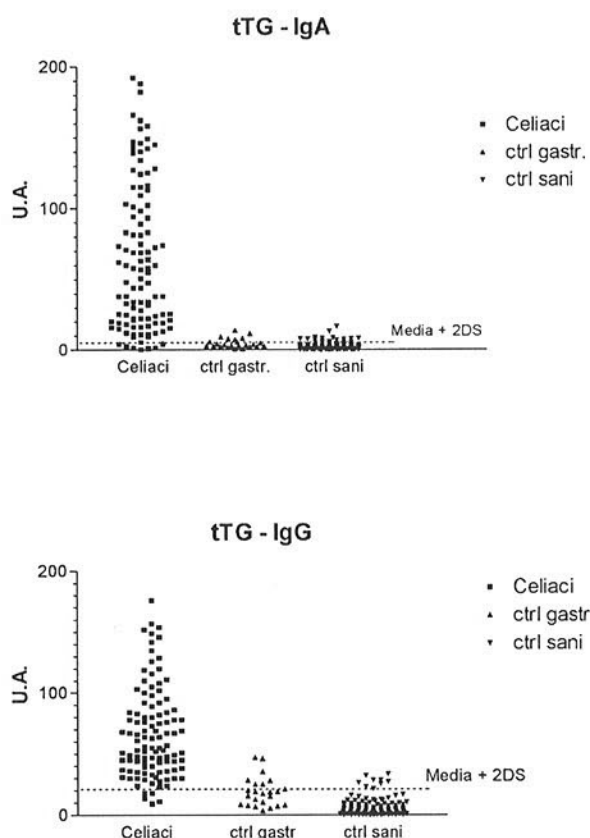 tTG - IgA
200
Celiaci
ctrl gastr.
ctrl sani
U.A.
100
Media + 2DS
0
Celiaci ctrl gastr. ctrl sani
tTG - IgG
200
Celiaci
ctrl gastr
ctrl sani
U.A.
100
Media + 2DS
0
Celiaci ctrl gastr ctrl sani